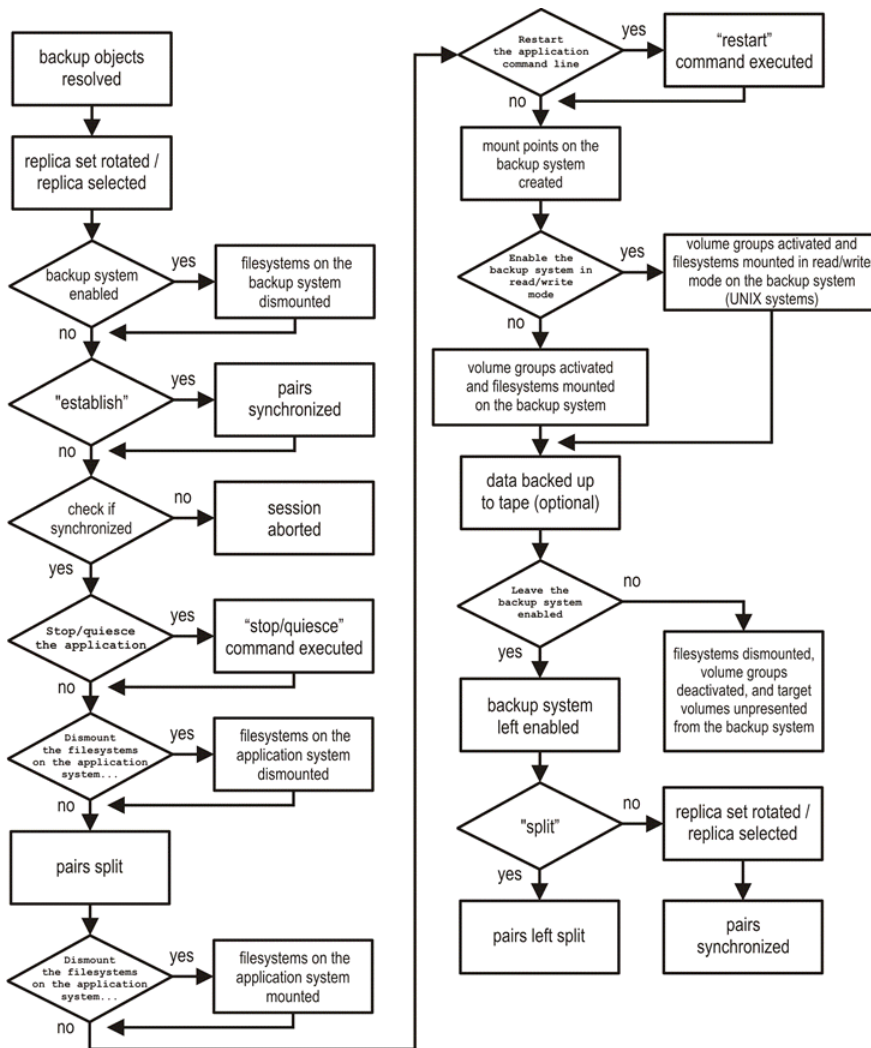 backup objects
resolved
replica set rotated /
replica selected
backup system
enabled
yes
filesystems on the
backup system
dismounted
no
"establish”
yes
pairs
synchronized
no
check if
synchronized
no
session
aborted
yes
Stop/quiesce
the application
yes
“stop/quiesce”
command executed
no
Dismount
the filesystems
on the application
system...
yes
filesystems on the
application system
dismounted
no
pairs split
Dismount
the filesystems
on the application
system...
yes
filesystems on the
application system
mounted
no
Restart
the application
command line
yes
“restart”
command executed
no
mount points on the
backup system
created
Enable the
backup system in
read/write
mode
yes
volume groups activated and
filesystems mounted in read/write
mode on the backup system
(UNIX systems)
no
volume groups activated
and filesystems mounted
on the backup system
data backed up
to tape (optional)
Leave the
backup system
enabled
no
filesystems dismounted,
volume groups
deactivated, and target
volumes unpresented
from the backup system
yes
backup system
left enabled
"split”
no
replica set rotated /
replica selected
yes
pairs left split
pairs
synchronized